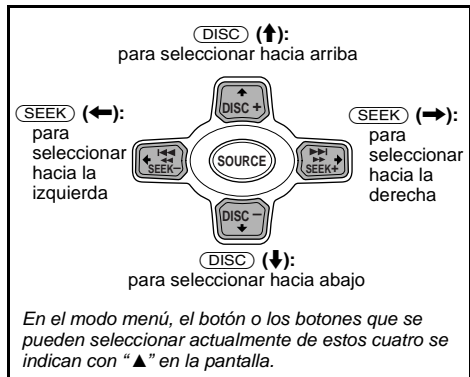 DISC (⬆):
para seleccionar hacia arriba
DISC +
SEEK (⬅):
para
seleccionar
hacia la
izquierda
SEEK–
SOURCE
SEEK+
SEEK (➡):
para
seleccionar
hacia la
derecha
DISC –
DISC (⬇):
para seleccionar hacia abajo
En el modo menú, el botón o los botones que se
pueden seleccionar actualmente de estos cuatro se
indican con “▲” en la pantalla.